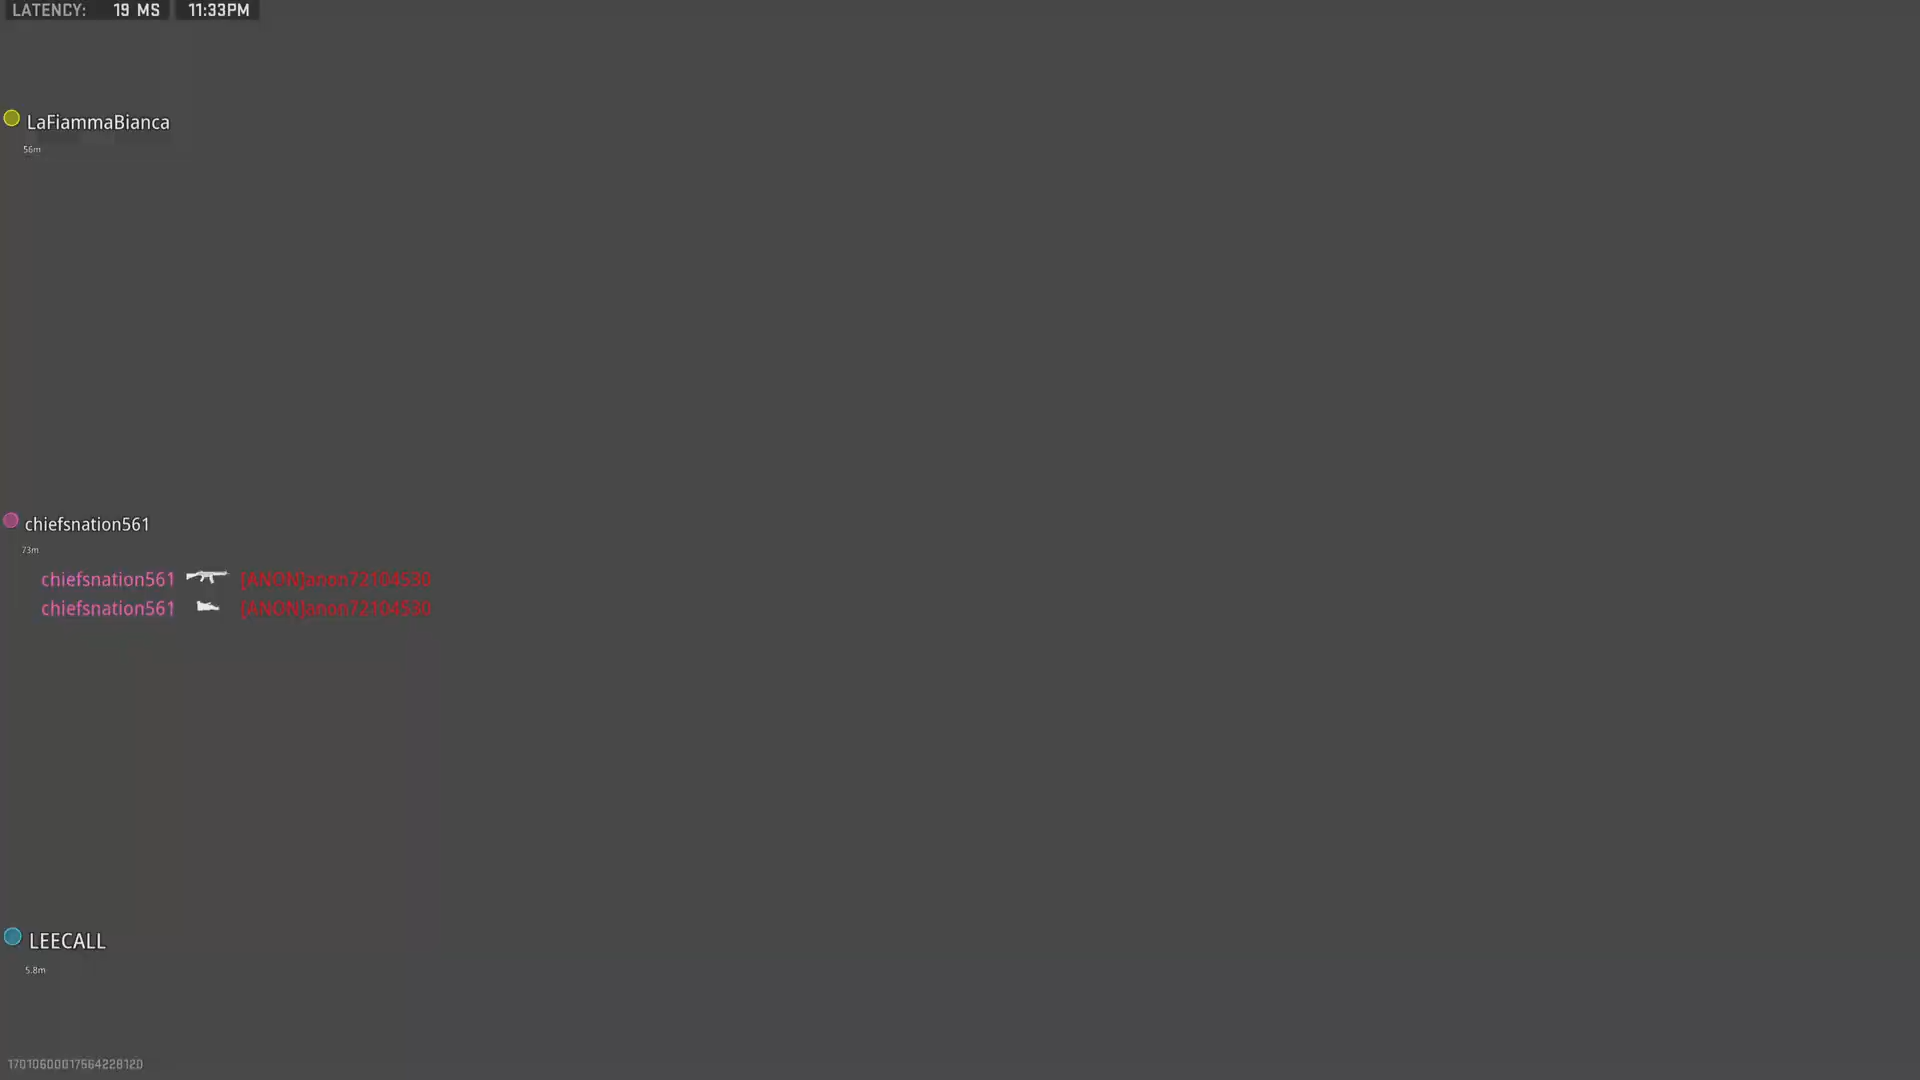 LATENCY: 19 MS 11:33PM
LaFiammaBianca
56m
chiefsnation561
73m
chiefsnation561 [ANON]anon72104530
chiefsnation561 [ANON]anon72104530
LEECALL
5.8m
17010600017564228120